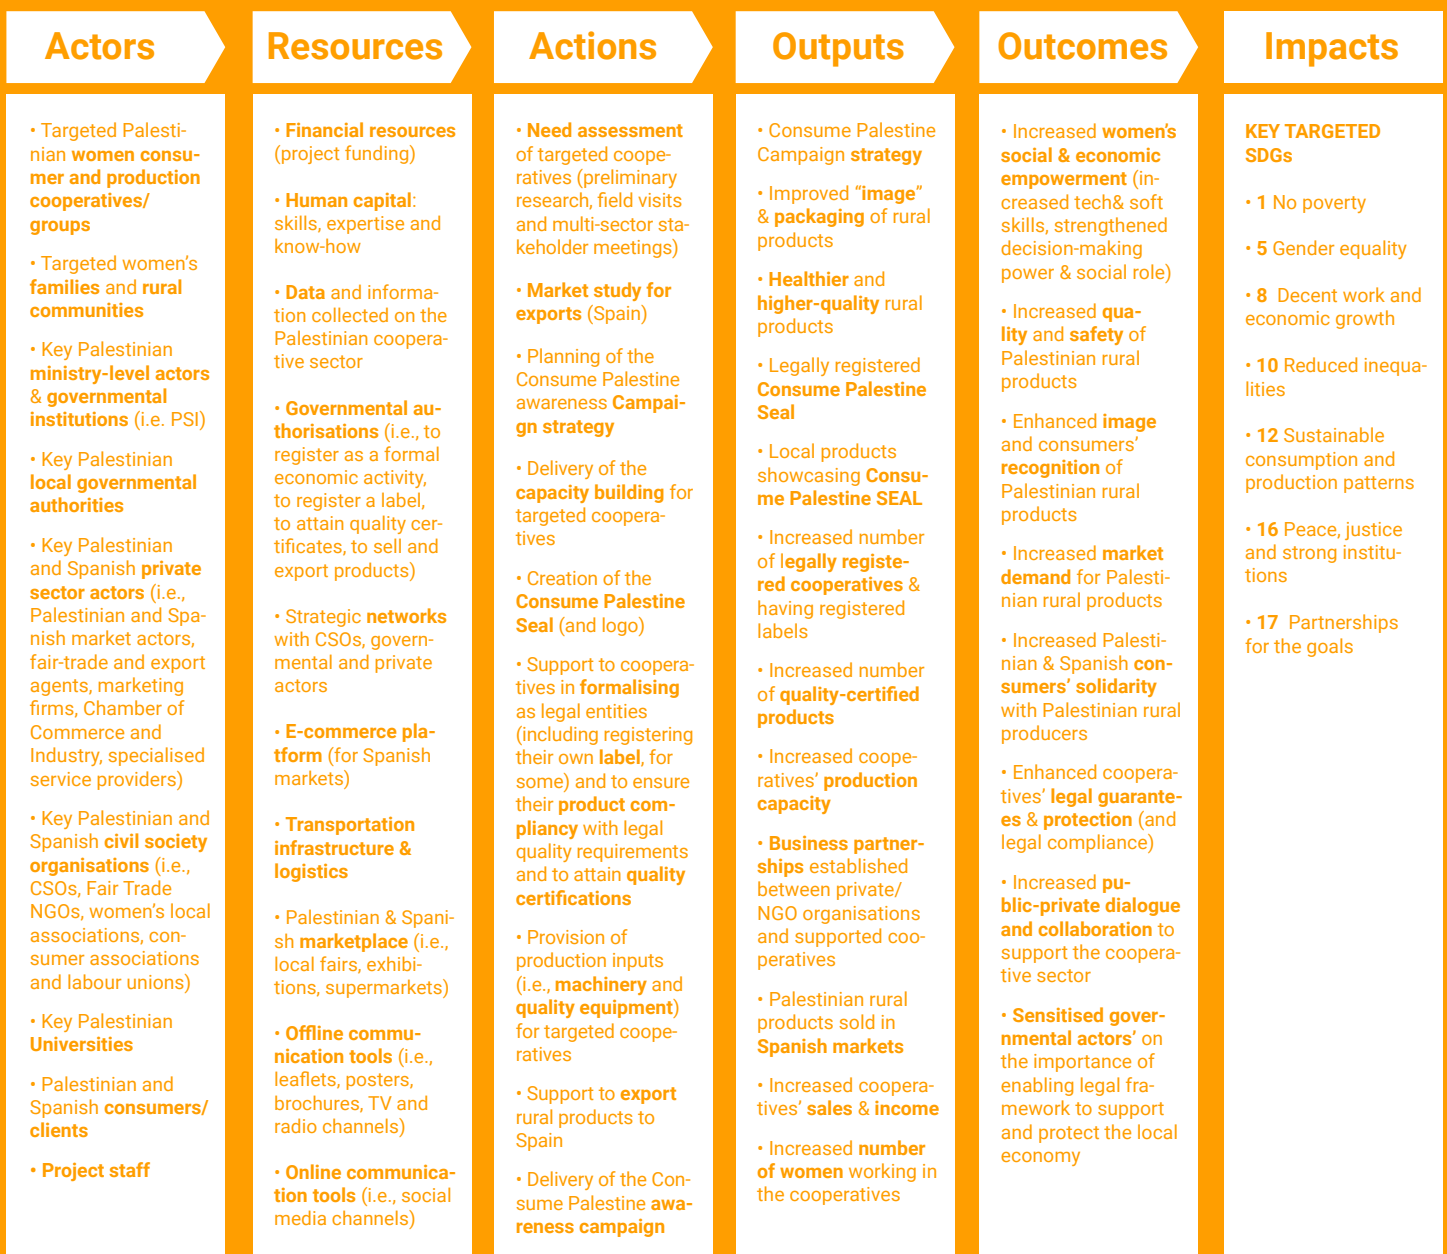 Actors
• Targeted Palesti-
nian women consu-
mer and production
cooperatives/
groups
• Targeted women's
families and rural
communities
• Key Palestinian
ministry-level actors
& governmental
institutions (i.e. PSI)
• Key Palestinian
local governmental
authorities
• Key Palestinian
and Spanish private
sector actors (i.e.,
Palestinian and Spa-
nish market actors,
fair-trade and export
agents, marketing
firms, Chamber of
Commerce and
Industry, specialised
service providers)
• Key Palestinian and
Spanish civil society
organisations (i.e.,
CSOs, Fair Trade
NGOs, women's local
associations, con-
sumer associations
and labour unions)
• Key Palestinian
Universities
• Palestinian and
Spanish consumers/
clients
• Project staff
Resources
• Financial resources
(project funding)
• Human capital:
skills, expertise and
know-how
• Data and informa-
tion collected on the
Palestinian coopera-
tive sector
• Governmental au-
thorisations (i.e., to
register as a formal
economic activity,
to register a label,
to attain quality cer-
tificates, to sell and
export products)
• Strategic networks
with CSOs, govern-
mental and private
actors
• E-commerce pla-
tform (for Spanish
markets)
• Transportation
infrastructure &
logistics
• Palestinian & Spani-
sh marketplace (i.e.,
local fairs, exhibi-
tions, supermarkets)
• Offline commu-
nication tools (i.e.,
leaflets, posters,
brochures, TV and
radio channels)
• Online communica-
tion tools (i.e., social
media channels)
Actions
• Need assessment
of targeted coope-
ratives (preliminary
research, field visits
and multi-sector sta-
keholder meetings)
• Market study for
exports (Spain)
• Planning of the
Consume Palestine
awareness Campai-
gn strategy
• Delivery of the
capacity building for
targeted coopera-
tives
• Creation of the
Consume Palestine
Seal (and logo)
• Support to coopera-
tives in formalising
as legal entities
(including registering
their own label, for
some) and to ensure
their product com-
pliancy with legal
quality requirements
and to attain quality
certifications
• Provision of
production inputs
(i.e., machinery and
quality equipment)
for targeted coope-
ratives
• Support to export
rural products to
Spain
• Delivery of the Con-
sume Palestine awa-
reness campaign
Outputs
• Consume Palestine
Campaign strategy
• Improved “image”
& packaging of rural
products
• Healthier and
higher-quality rural
products
• Legally registered
Consume Palestine
Seal
• Local products
showcasing Consu-
me Palestine SEAL
• Increased number
of legally registe-
red cooperatives &
having registered
labels
• Increased number
of quality-certified
products
• Increased coope-
ratives' production
capacity
• Business partner-
ships established
between private/
NGO organisations
and supported coo-
peratives
• Palestinian rural
products sold in
Spanish markets
• Increased coopera-
tives' sales & income
• Increased number
of women working in
the cooperatives
Outcomes
• Increased women's
social & economic
empowerment (in-
creased tech& soft
skills, strengthened
decision-making
power & social role)
• Increased qua-
lity and safety of
Palestinian rural
products
• Enhanced image
and consumers'
recognition of
Palestinian rural
products
• Increased market
demand for Palesti-
nian rural products
• Increased Palesti-
nian & Spanish con-
sumers' solidarity
with Palestinian rural
producers
• Enhanced coopera-
tives' legal guarante-
es & protection (and
legal compliance)
• Increased pu-
blic-private dialogue
and collaboration to
support the coopera-
tive sector
• Sensitised gover-
nmental actors' on
the importance of
enabling legal fra-
mework to support
and protect the local
economy
Impacts
KEY TARGETED
SDGs
• 1 No poverty
• 5 Gender equality
• 8 Decent work and
economic growth
• 10 Reduced inequa-
lities
• 12 Sustainable
consumption and
production patterns
• 16 Peace, justice
and strong institu-
tions
• 17 Partnerships
for the goals